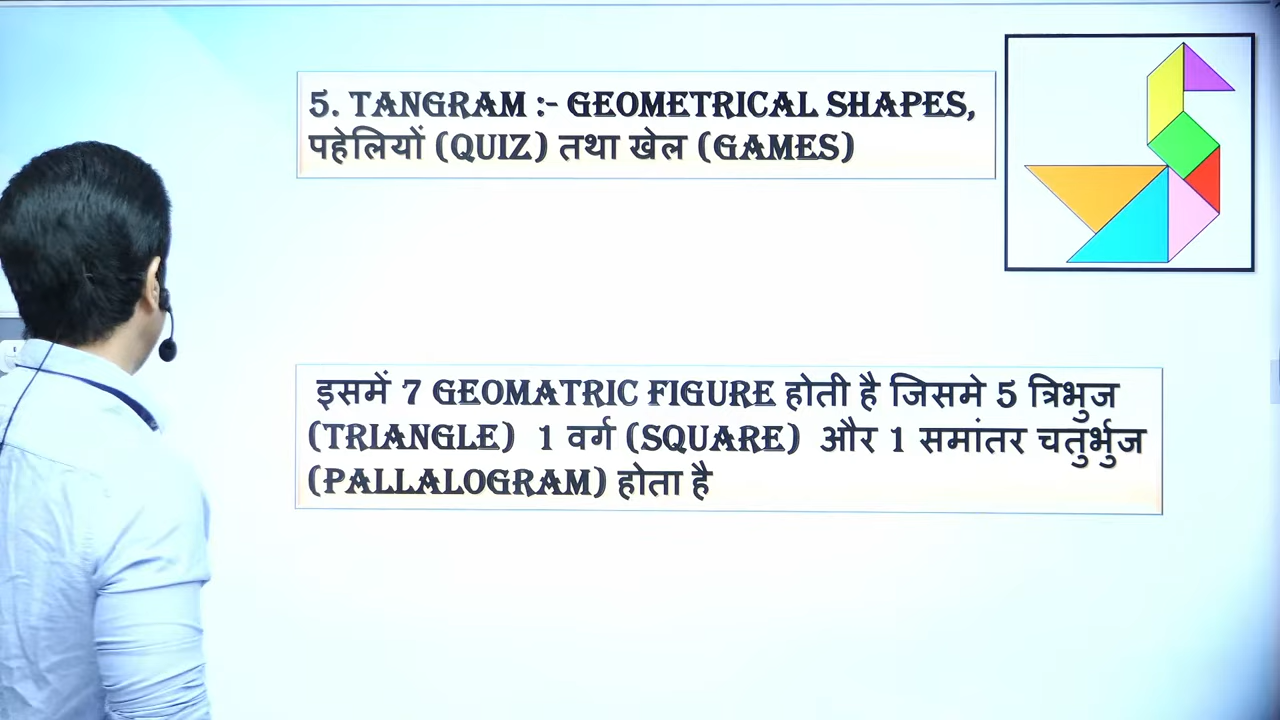 5. TANGRAM :- GEOMETRICAL SHAPES,
पहेलियों (QUIZ) तथा खेल (GAMES)
इसमें 7 GEOMATRIC FIGURE होती है जिसमे 5 त्रिभुज
(TRIANGLE) 1 वर्ग (SQUARE) और 1 समांतर चतुर्भुज
(PALLALOGRAM) होता है